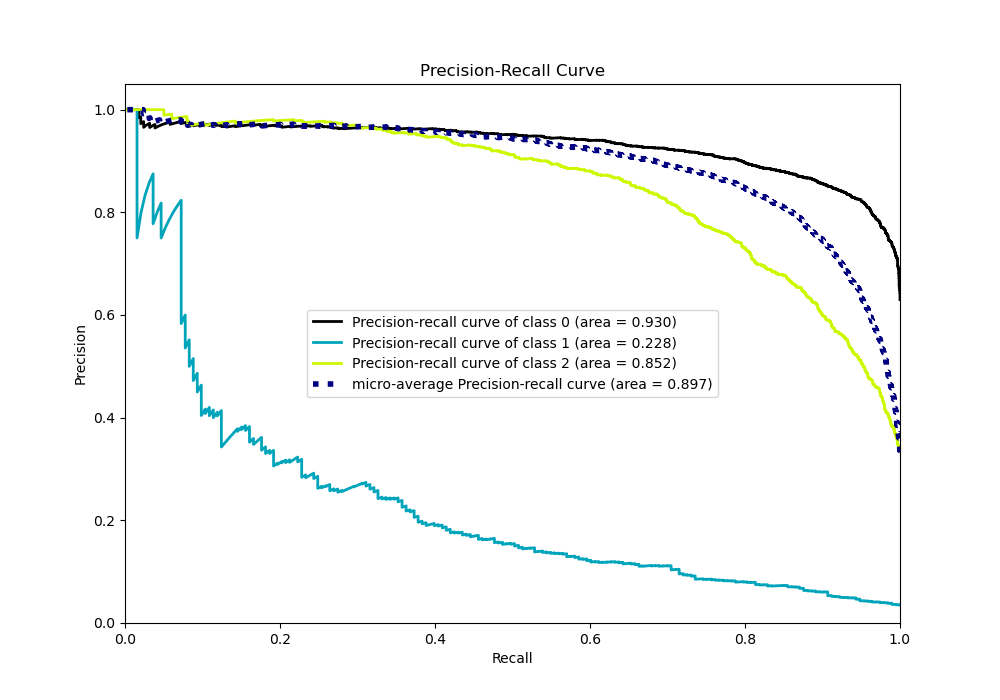 Precision-Recall Curve
1.0
0.8
0.6
0.4
0.2
0.0
Precision
Precision-recall curve of class 0 (area = 0.930)
Precision-recall curve of class 1 (area = 0.228)
Precision-recall curve of class 2 (area = 0.852)
micro-average Precision-recall curve (area = 0.897)
0.0 0.2 0.4 0.6 0.8 1.0
Recall